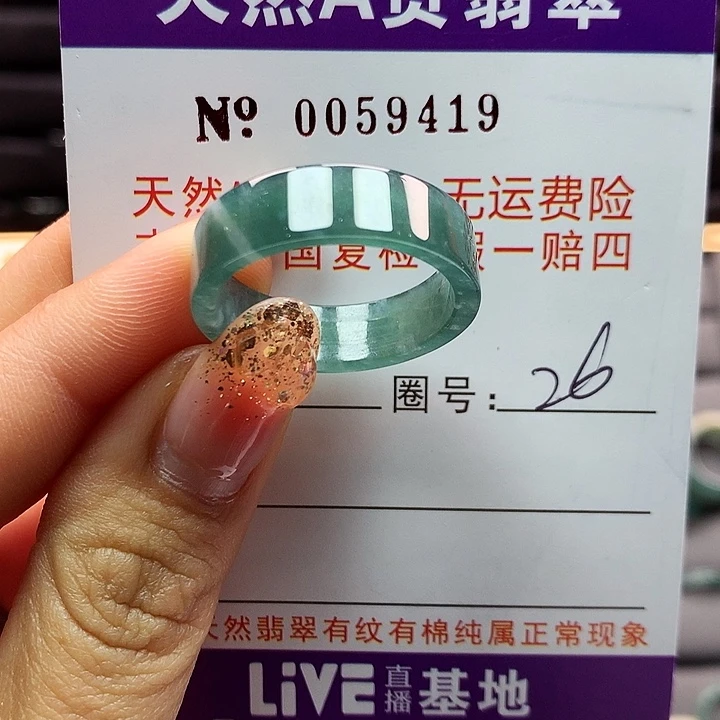 天然A货翡翠
№ 0059419
天然 无运费险
国复检 一赔四
圈号: 26
天然翡翠有纹有棉纯属正常现象
LiVE 直播 基地